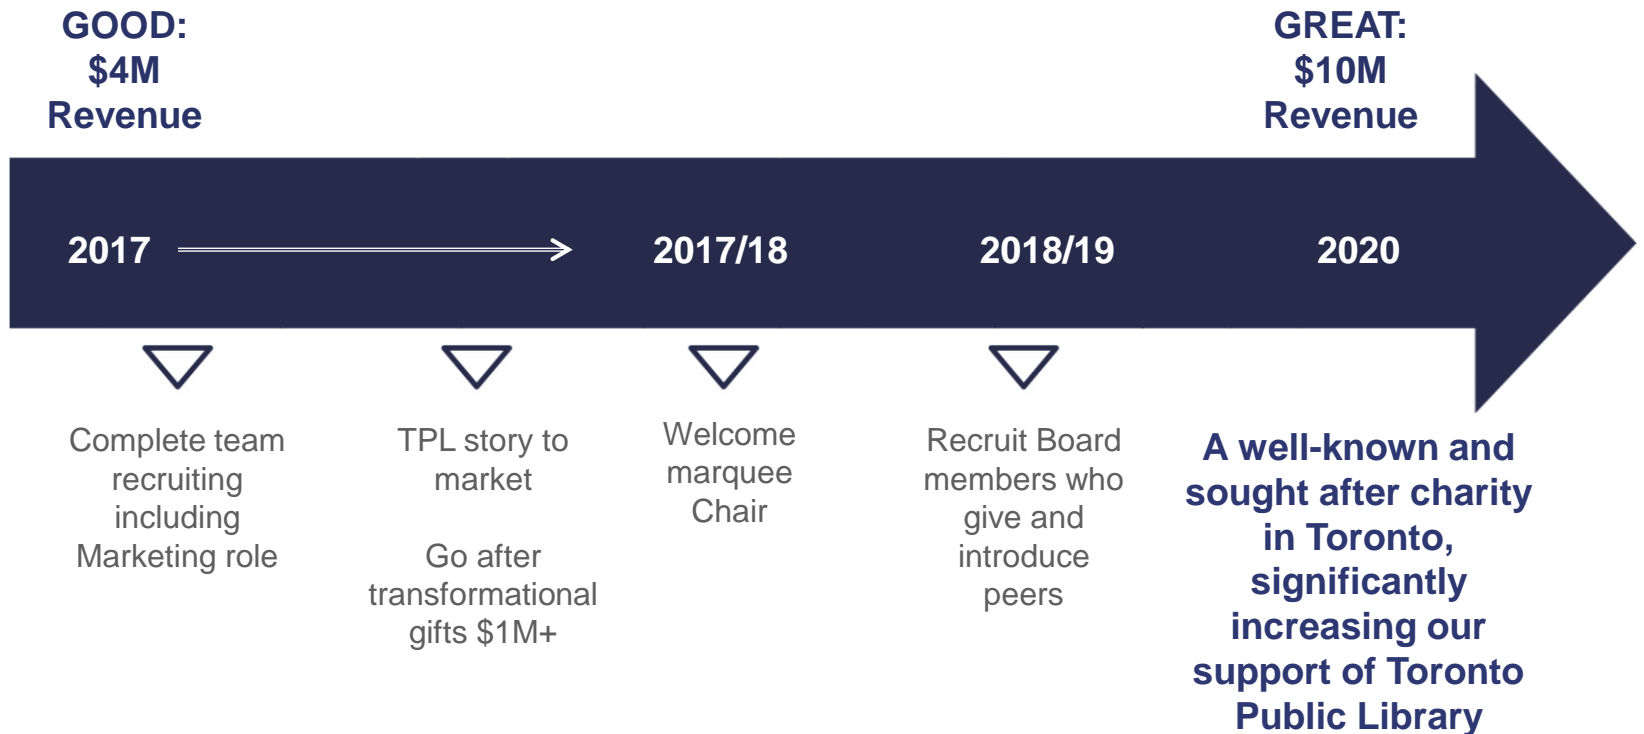 GOOD:
$4M
Revenue
GREAT:
$10M
Revenue
2017
2017/18
2018/19
2020
Complete team
recruiting
including
Marketing role
TPL story to
market
Go after
transformational
gifts $1M+
Welcome
marquee
Chair
Recruit Board
members who
give and
introduce
peers
A well-known and
sought after charity
in Toronto,
significantly
increasing our
support of Toronto
Public Library